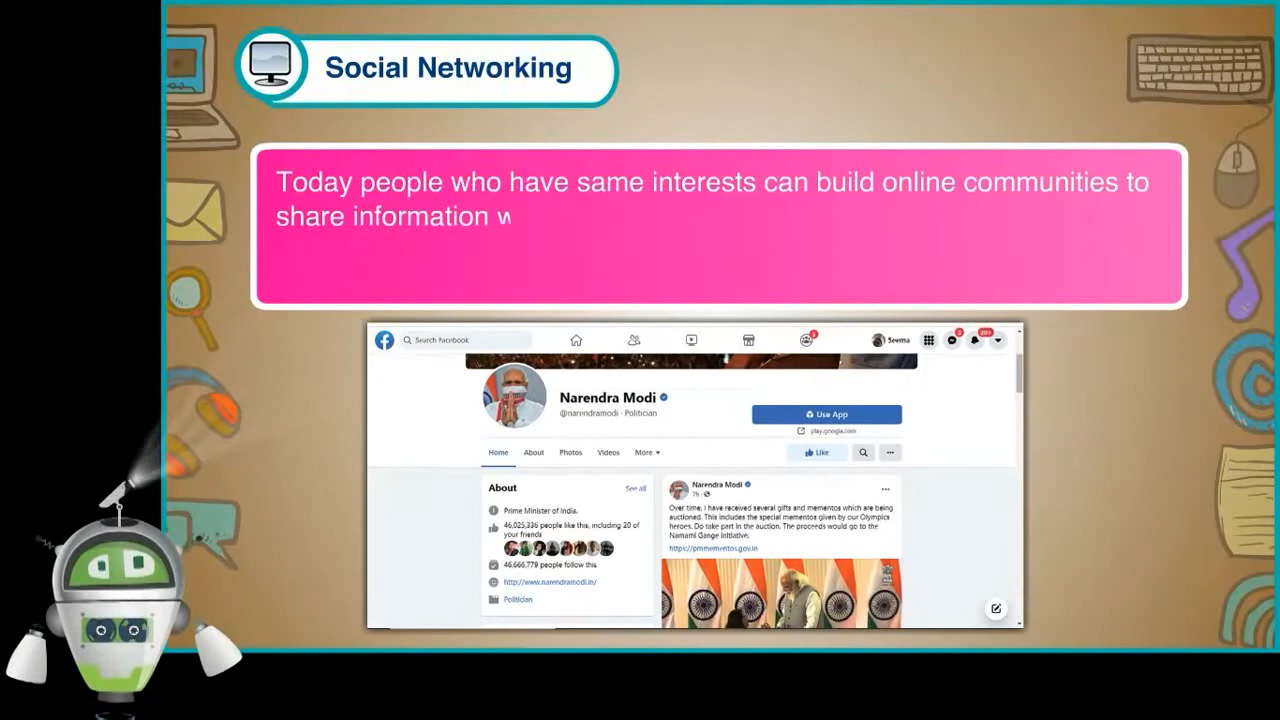 Social Networking
Today people who have same interests can build online communities to
share information w
Search Facebook
3
Seema
3
20+
Narendra Modi
@narendramodi · Politician
Use App
play.google.com
Home About Photos Videos More
Like
About
See all
Prime Minister of India.
46,025,336 people like this, including 20 of
your friends
46,666,779 people follow this
http://www.narendramodi.in/
Politician
Narendra Modi
7h ·
Over time, I have received several gifts and mementos which are being
auctioned. This includes the special mementos given by our Olympics
heroes. Do take part in the auction. The proceeds would go to the
Namami Gange initiative.
https://pmmementos.gov.in